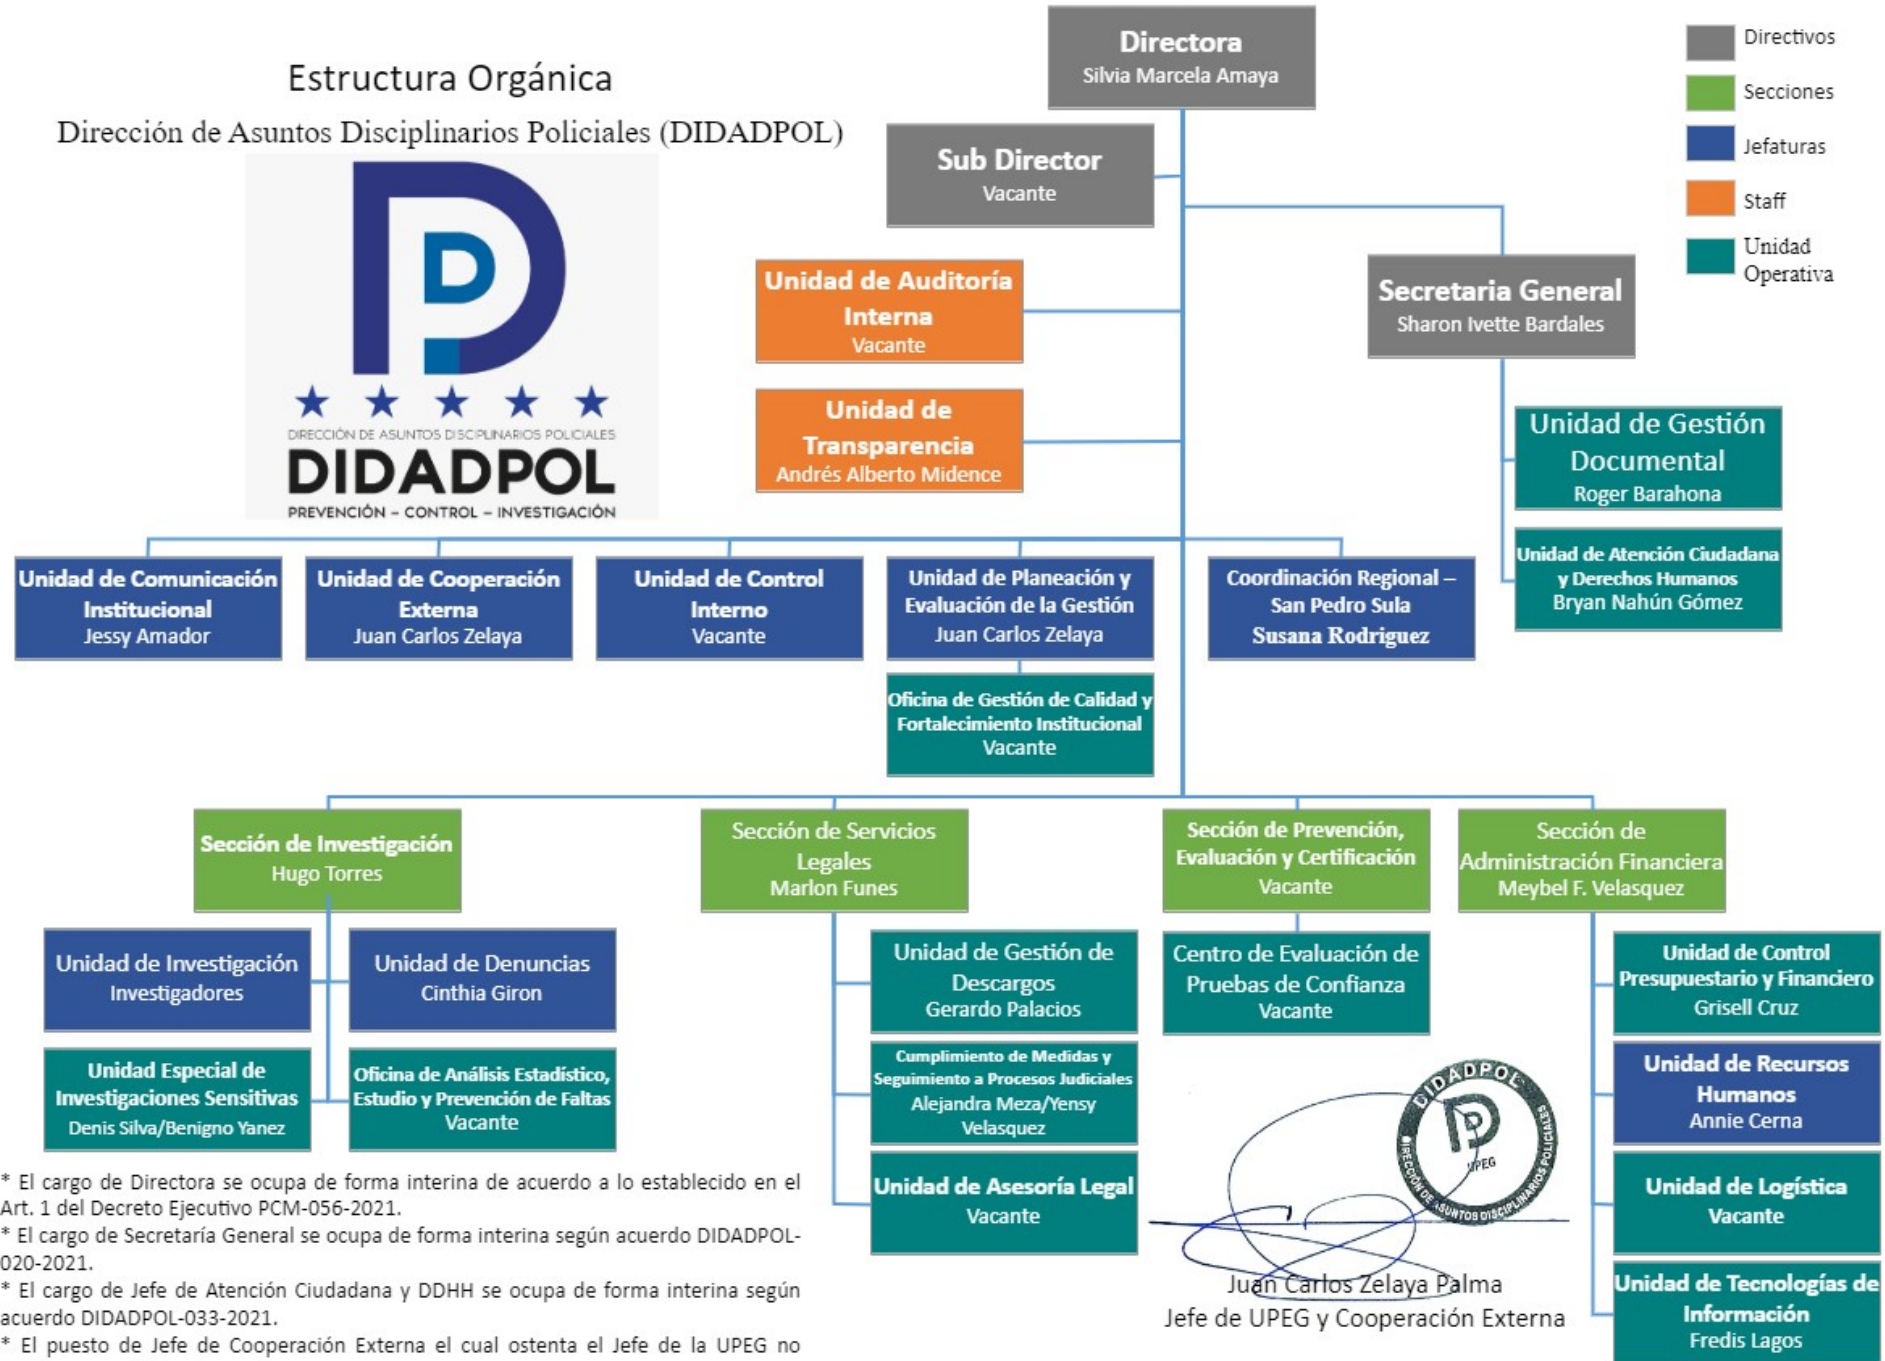 Estructura Orgánica
Dirección de Asuntos Disciplinarios Policiales (DIDADPOL)
DIRECCIÓN DE ASUNTOS DISCIPLINARIOS POLICIALES
DIDADPOL
PREVENCIÓN – CONTROL – INVESTIGACIÓN
Directora
Silvia Marcela Amaya
Sub Director
Vacante
Directivos
Secciones
Jefaturas
Staff
Unidad
Operativa
Unidad de Auditoría
Interna
Vacante
Secretaria General
Sharon Ivette Bardales
Unidad de
Transparencia
Andrés Alberto Midence
Unidad de Gestión
Documental
Roger Barahona
Unidad de Atención Ciudadana
y Derechos Humanos
Bryan Nahún Gómez
Unidad de Comunicación
Institucional
Jessy Amador
Unidad de Cooperación
Externa
Juan Carlos Zelaya
Unidad de Control
Interno
Vacante
Unidad de Planeación y
Evaluación de la Gestión
Juan Carlos Zelaya
Coordinación Regional –
San Pedro Sula
Susana Rodriguez
Oficina de Gestión de Calidad y
Fortalecimiento Institucional
Vacante
Sección de Investigación
Hugo Torres
Sección de Servicios
Legales
Marlon Funes
Sección de Prevención,
Evaluación y Certificación
Vacante
Sección de
Administración Financiera
Meybel F. Velasquez
Unidad de Investigación
Investigadores
Unidad de Denuncias
Cinthia Giron
Unidad Especial de
Investigaciones Sensitivas
Denis Silva/Benigno Yanez
Oficina de Análisis Estadístico,
Estudio y Prevención de Faltas
Vacante
Unidad de Gestión de
Descargos
Gerardo Palacios
Cumplimiento de Medidas y
Seguimiento a Procesos Judiciales
Alejandra Meza/Yensy
Velasquez
Unidad de Asesoría Legal
Vacante
Centro de Evaluación de
Pruebas de Confianza
Vacante
Unidad de Control
Presupuestario y Financiero
Grisell Cruz
Unidad de Recursos
Humanos
Annie Cerna
Unidad de Logística
Vacante
Unidad de Tecnologías de
Información
Fredis Lagos
DIDADPOL
UPEG
DIRECCIÓN DE ASUNTOS DISCIPLINARIOS POLICIALES
Juan Carlos Zelaya Palma
Jefe de UPEG y Cooperación Externa
* El cargo de Directora se ocupa de forma interina de acuerdo a lo establecido en el
Art. 1 del Decreto Ejecutivo PCM-056-2021.
* El cargo de Secretaría General se ocupa de forma interina según acuerdo DIDADPOL-
020-2021.
* El cargo de Jefe de Atención Ciudadana y DDHH se ocupa de forma interina según
acuerdo DIDADPOL-033-2021.
* El puesto de Jefe de Cooperación Externa el cual ostenta el Jefe de la UPEG no